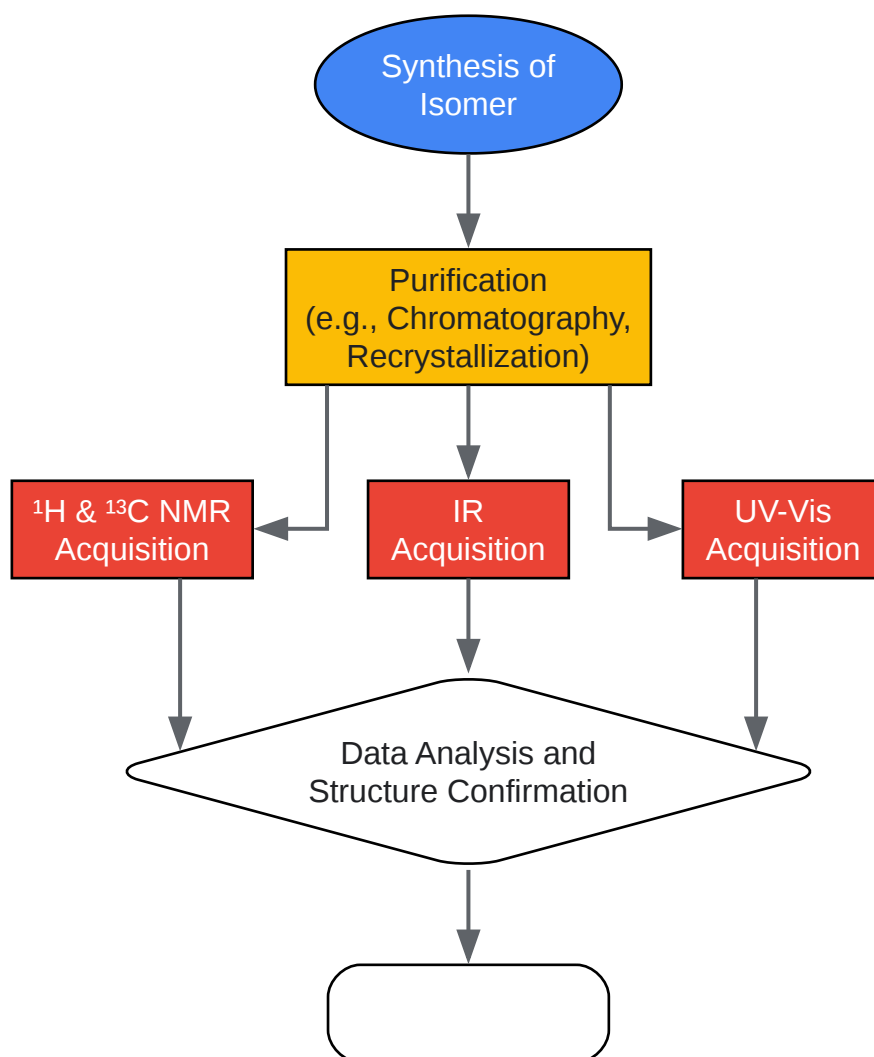 Synthesis of
Isomer
Purification
(e.g., Chromatography,
Recrystallization)
¹H & ¹³C NMR
Acquisition
IR
Acquisition
UV-Vis
Acquisition
Data Analysis and
Structure Confirmation